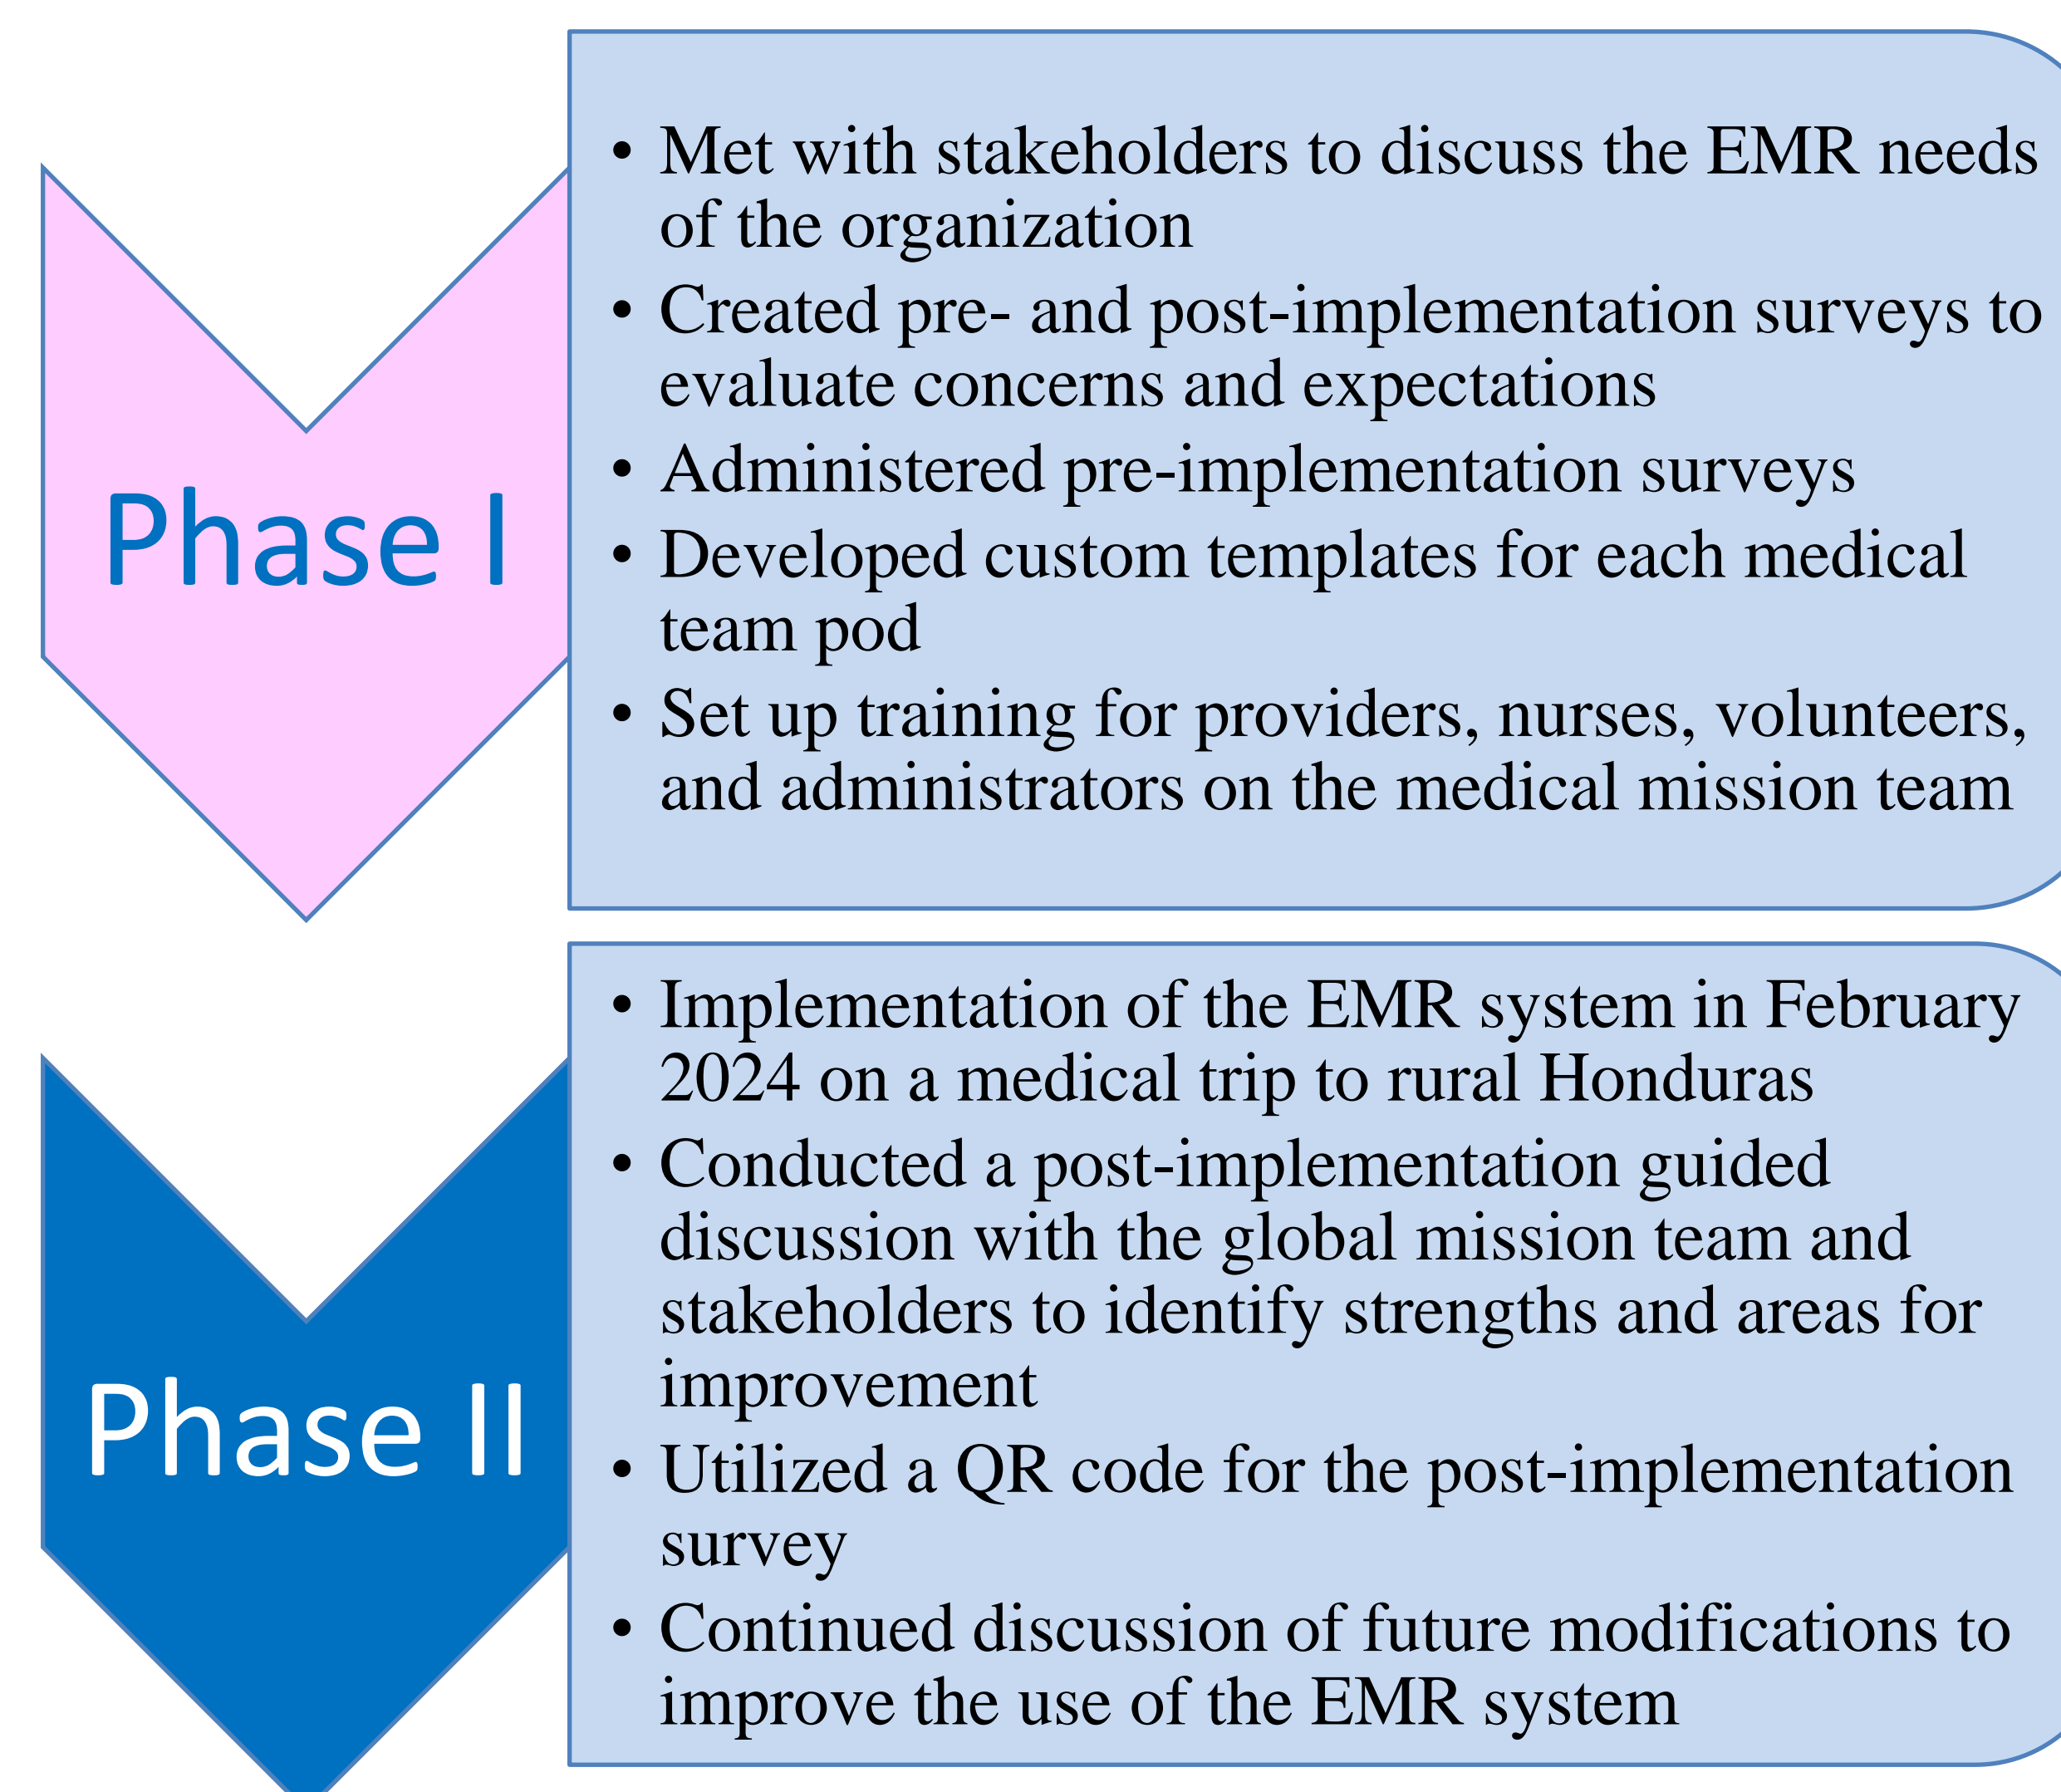 Phase I
• Met with stakeholders to discuss the EMR needs
of the organization
• Created pre- and post-implementation surveys to
evaluate concerns and expectations
• Administered pre-implementation surveys
• Developed custom templates for each medical
team pod
• Set up training for providers, nurses, volunteers,
and administrators on the medical mission team
Phase II
• Implementation of the EMR system in February
2024 on a medical trip to rural Honduras
• Conducted a post-implementation guided
discussion with the global mission team and
stakeholders to identify strengths and areas for
improvement
• Utilized a QR code for the post-implementation
survey
• Continued discussion of future modifications to
improve the use of the EMR system